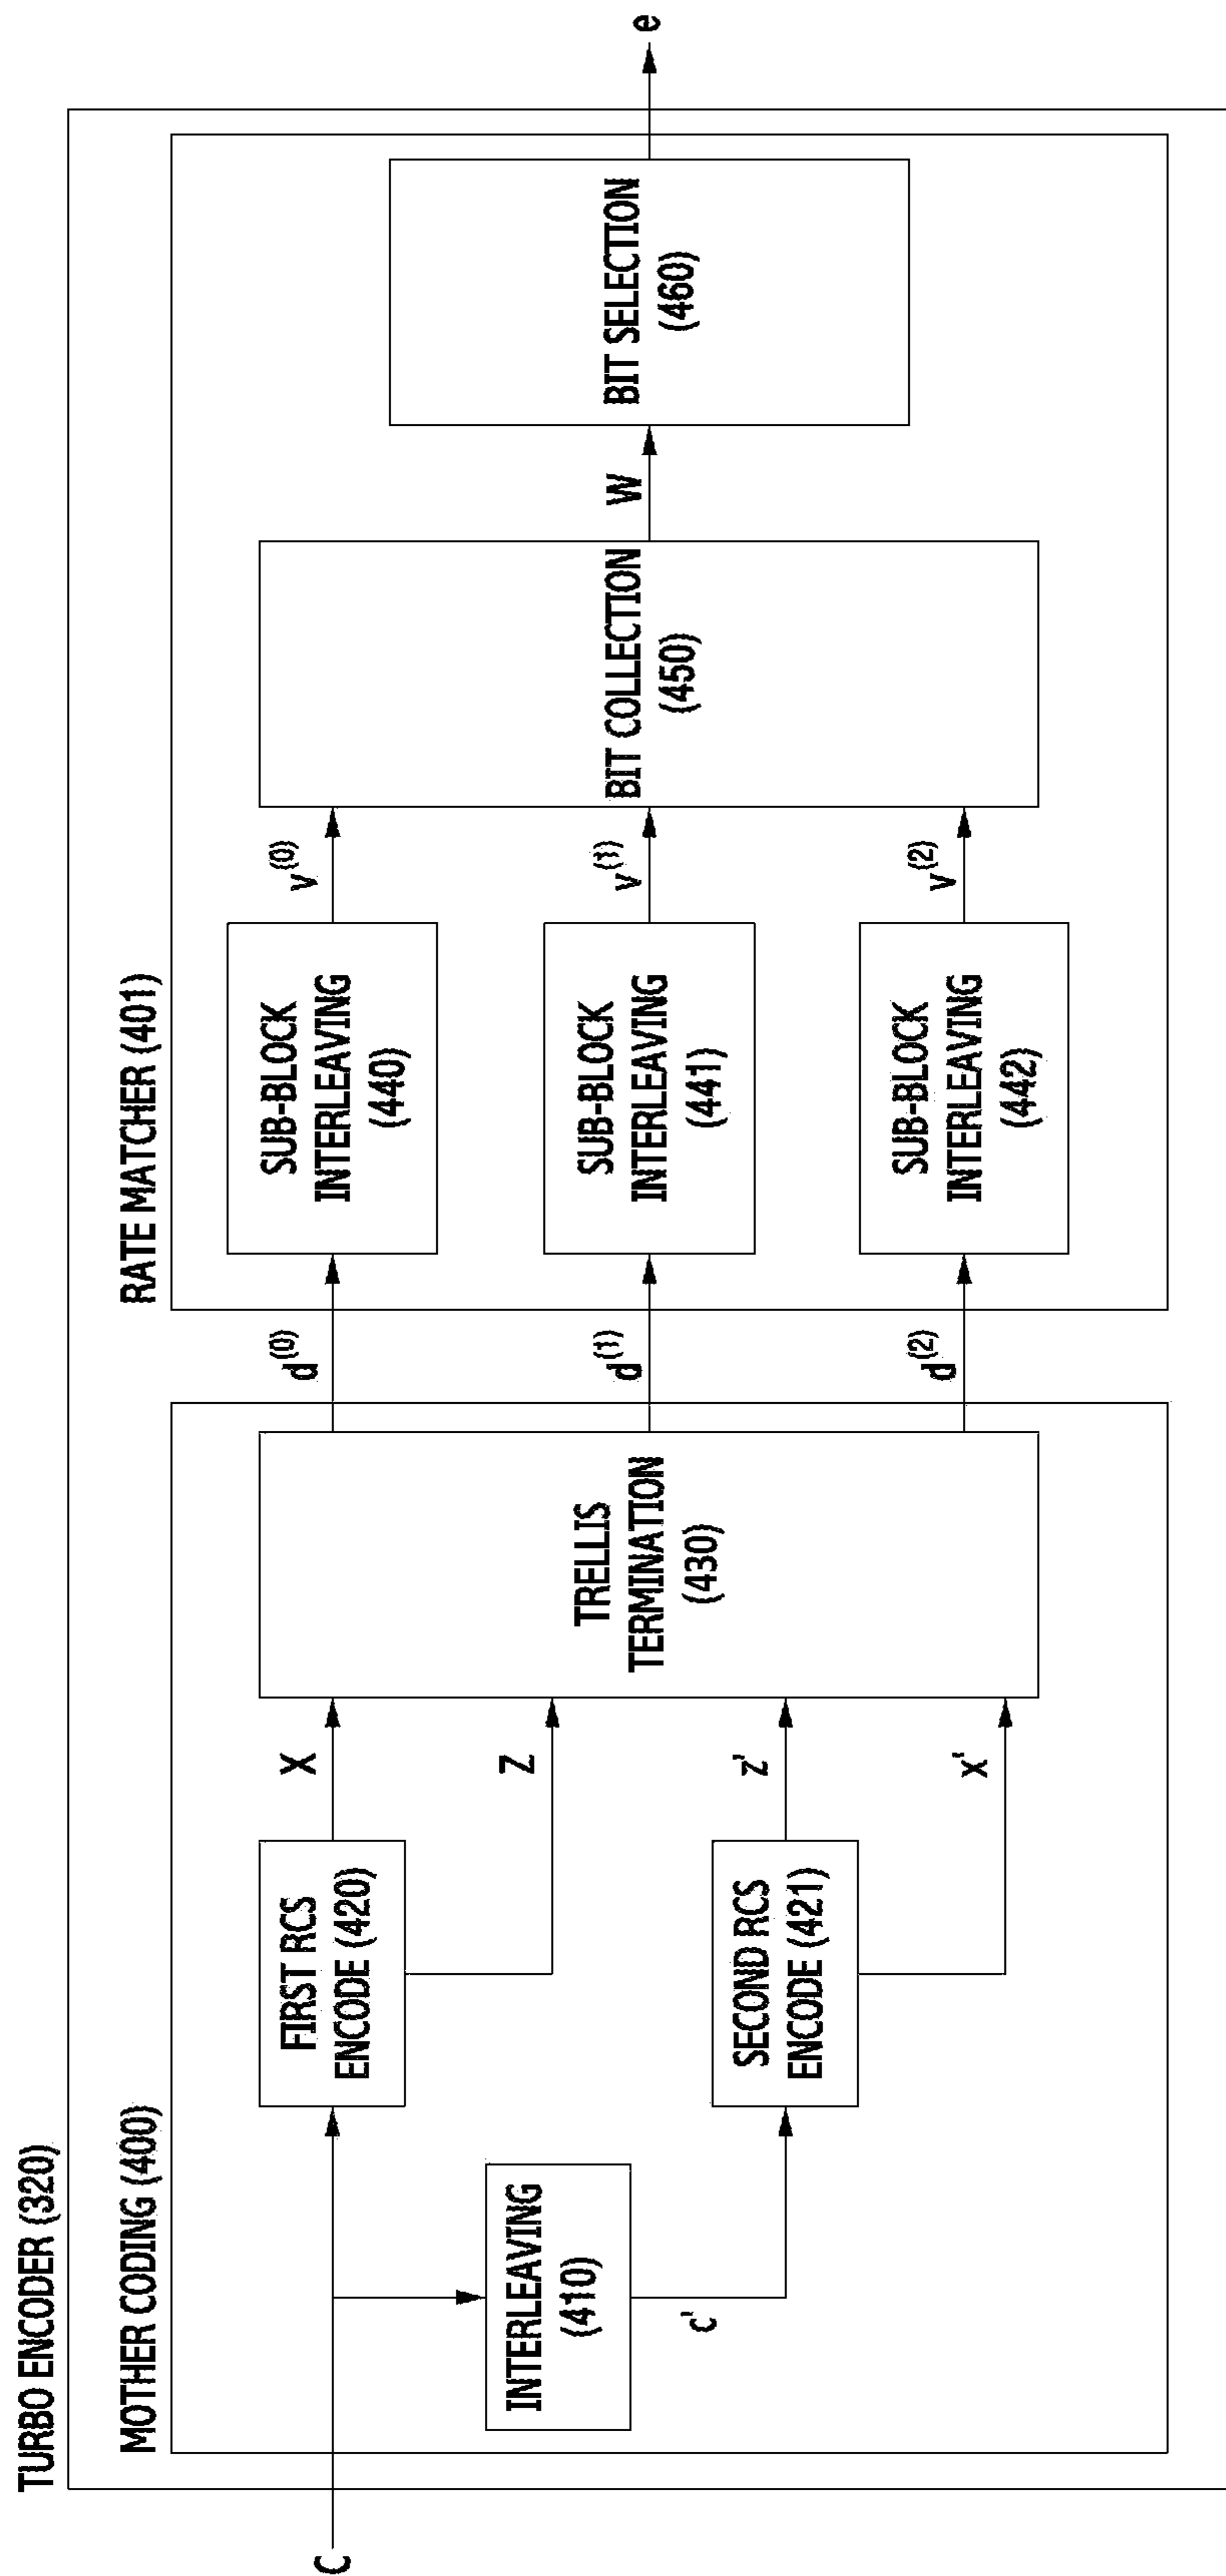 TURBO ENCODER (320)
MOTHER CODING (400)
RATE MATCHER (401)
C
INTERLEAVING
(410)
c'
FIRST RCS
ENCODE (420)
SECOND RCS
ENCODE (421)
X
Z
z'
x'
TRELLIS
TERMINATION
(430)
d(0)
d(1)
d(2)
SUB-BLOCK
INTERLEAVING
(440)
SUB-BLOCK
INTERLEAVING
(441)
SUB-BLOCK
INTERLEAVING
(442)
v(0)
v(1)
v(2)
BIT COLLECTION
(450)
W
BIT SELECTION
(460)
e